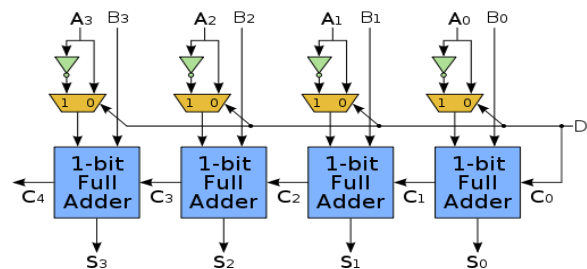 A3 B3 A2 B2 A1 B1 A0 B0
1 0 1 0 1 0 1 0
D
1-bit 1-bit 1-bit 1-bit
Full Full Full Full
Adder Adder Adder Adder
C4 C3 C2 C1 C0
S3 S2 S1 S0